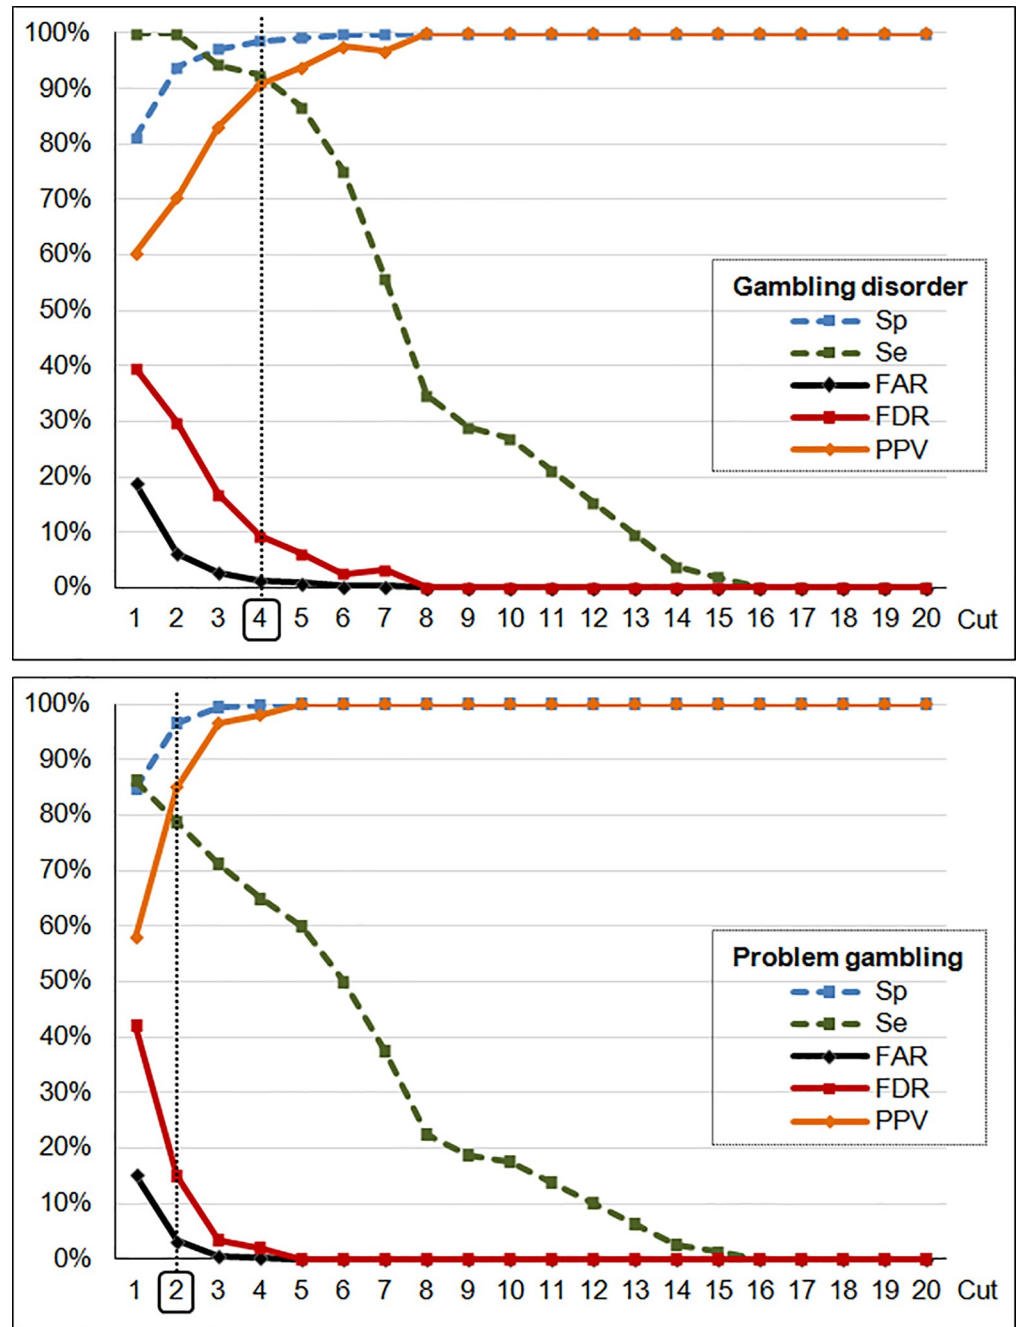 100%
90%
80%
70%
60%
50%
40%
30%
20%
10%
0%
Gambling disorder
Sp
Se
FAR
FDR
PPV
1 2 3 4 5 6 7 8 9 10 11 12 13 14 15 16 17 18 19 20 Cut
100%
90%
80%
70%
60%
50%
40%
30%
20%
10%
0%
Problem gambling
Sp
Se
FAR
FDR
PPV
1 2 3 4 5 6 7 8 9 10 11 12 13 14 15 16 17 18 19 20 Cut